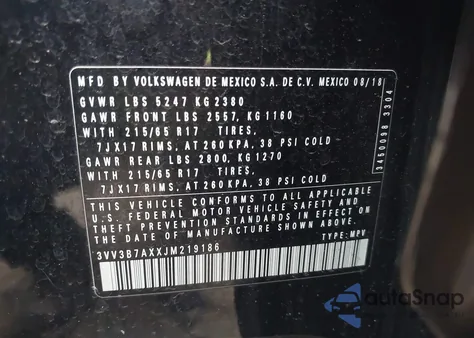 MFD BY VOLKSWAGEN DE MEXICO S.A. DE C.V. MEXICO 08/18
GVWR LBS 5247 KG 2380
GAWR FRONT LBS 2557, KG 1160
WITH 215/65 R17 TIRES,
7JX17 RIMS, AT 260 KPA, 38 PSI COLD
GAWR REAR LBS 2800, KG 1270
WITH 215/65 R17 TIRES,
7JX17 RIMS, AT 260 KPA, 38 PSI COLD
THIS VEHICLE CONFORMS TO ALL APPLICABLE
U.S. FEDERAL MOTOR VEHICLE SAFETY AND
THEFT PREVENTION STANDARDS IN EFFECT ON
THE DATE OF MANUFACTURE SHOWN ABOVE.
3VV3B7AXXJM219186 TYPE: MPV
3450098 3304
autoSnap